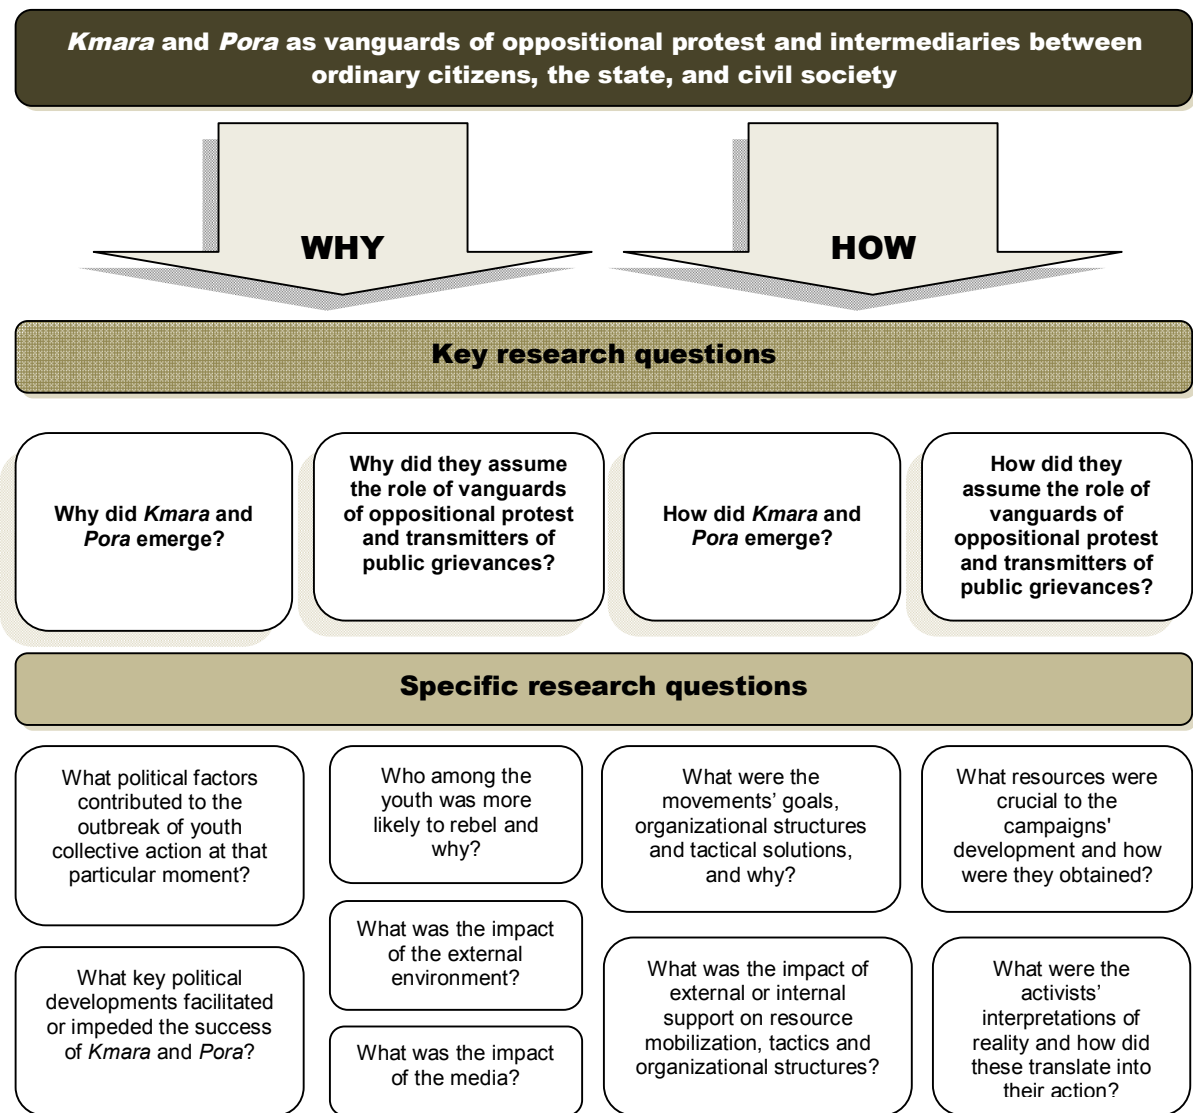 Kmara and Pora as vanguards of oppositional protest and intermediaries between
ordinary citizens, the state, and civil society
WHY
HOW
Key research questions
Why did Kmara and
Pora emerge?
Why did they assume
the role of vanguards
of oppositional protest
and transmitters of
public grievances?
How did Kmara and
Pora emerge?
How did they
assume the role of
vanguards of
oppositional protest
and transmitters of
public grievances?
Specific research questions
What political factors
contributed to the
outbreak of youth
collective action at that
particular moment?
What key political
developments facilitated
or impeded the success
of Kmara and Pora?
Who among the
youth was more
likely to rebel and
why?
What was the impact
of the external
environment?
What was the impact
of the media?
What were the
movements’ goals,
organizational structures
and tactical solutions,
and why?
What was the impact of
external or internal
support on resource
mobilization, tactics and
organizational structures?
What resources were
crucial to the
campaigns'
development and how
were they obtained?
What were the
activists’
interpretations of
reality and how did
these translate into
their action?